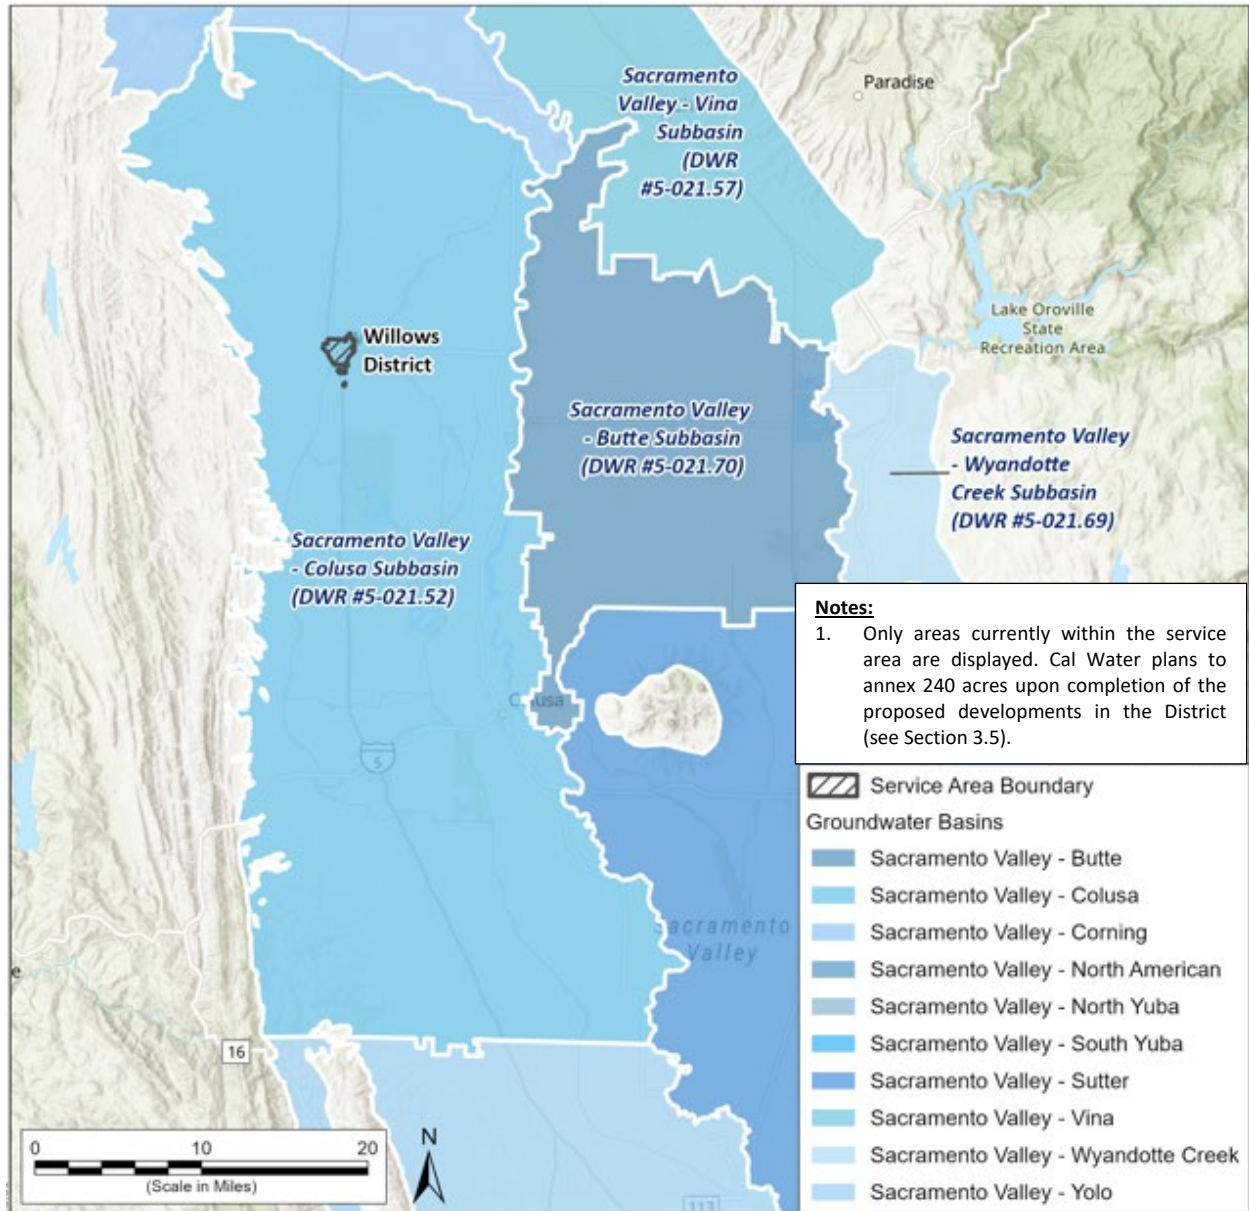 Sacramento
Valley - Vina
Subbasin
(DWR
#5-021.57)
Paradise
Lake Oroville
State
Recreation Area
Willows
District
Sacramento Valley
- Butte Subbasin
(DWR #5-021.70)
Sacramento Valley
- Wyandotte
Creek Subbasin
(DWR #5-021.69)
Sacramento Valley
- Colusa Subbasin
(DWR #5-021.52)
Notes:
1. Only areas currently within the service
area are displayed. Cal Water plans to
annex 240 acres upon completion of the
proposed developments in the District
(see Section 3.5).
Colusa
5
Sacramento
Valley
e
16
113
Service Area Boundary
Groundwater Basins
Sacramento Valley - Butte
Sacramento Valley - Colusa
Sacramento Valley - Corning
Sacramento Valley - North American
Sacramento Valley - North Yuba
Sacramento Valley - South Yuba
Sacramento Valley - Sutter
Sacramento Valley - Vina
Sacramento Valley - Wyandotte Creek
Sacramento Valley - Yolo
0 10 20
(Scale in Miles)
N